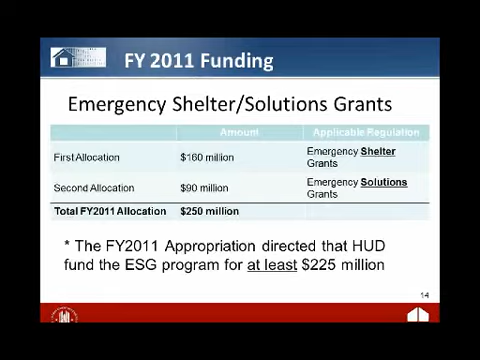 FY 2011 Funding
Emergency Shelter/Solutions Grants
Amount Applicable Regulation
First Allocation $160 million Emergency Shelter
Grants
Second Allocation $90 million Emergency Solutions
Grants
Total FY2011 Allocation $250 million
* The FY2011 Appropriation directed that HUD
fund the ESG program for at least $225 million
14